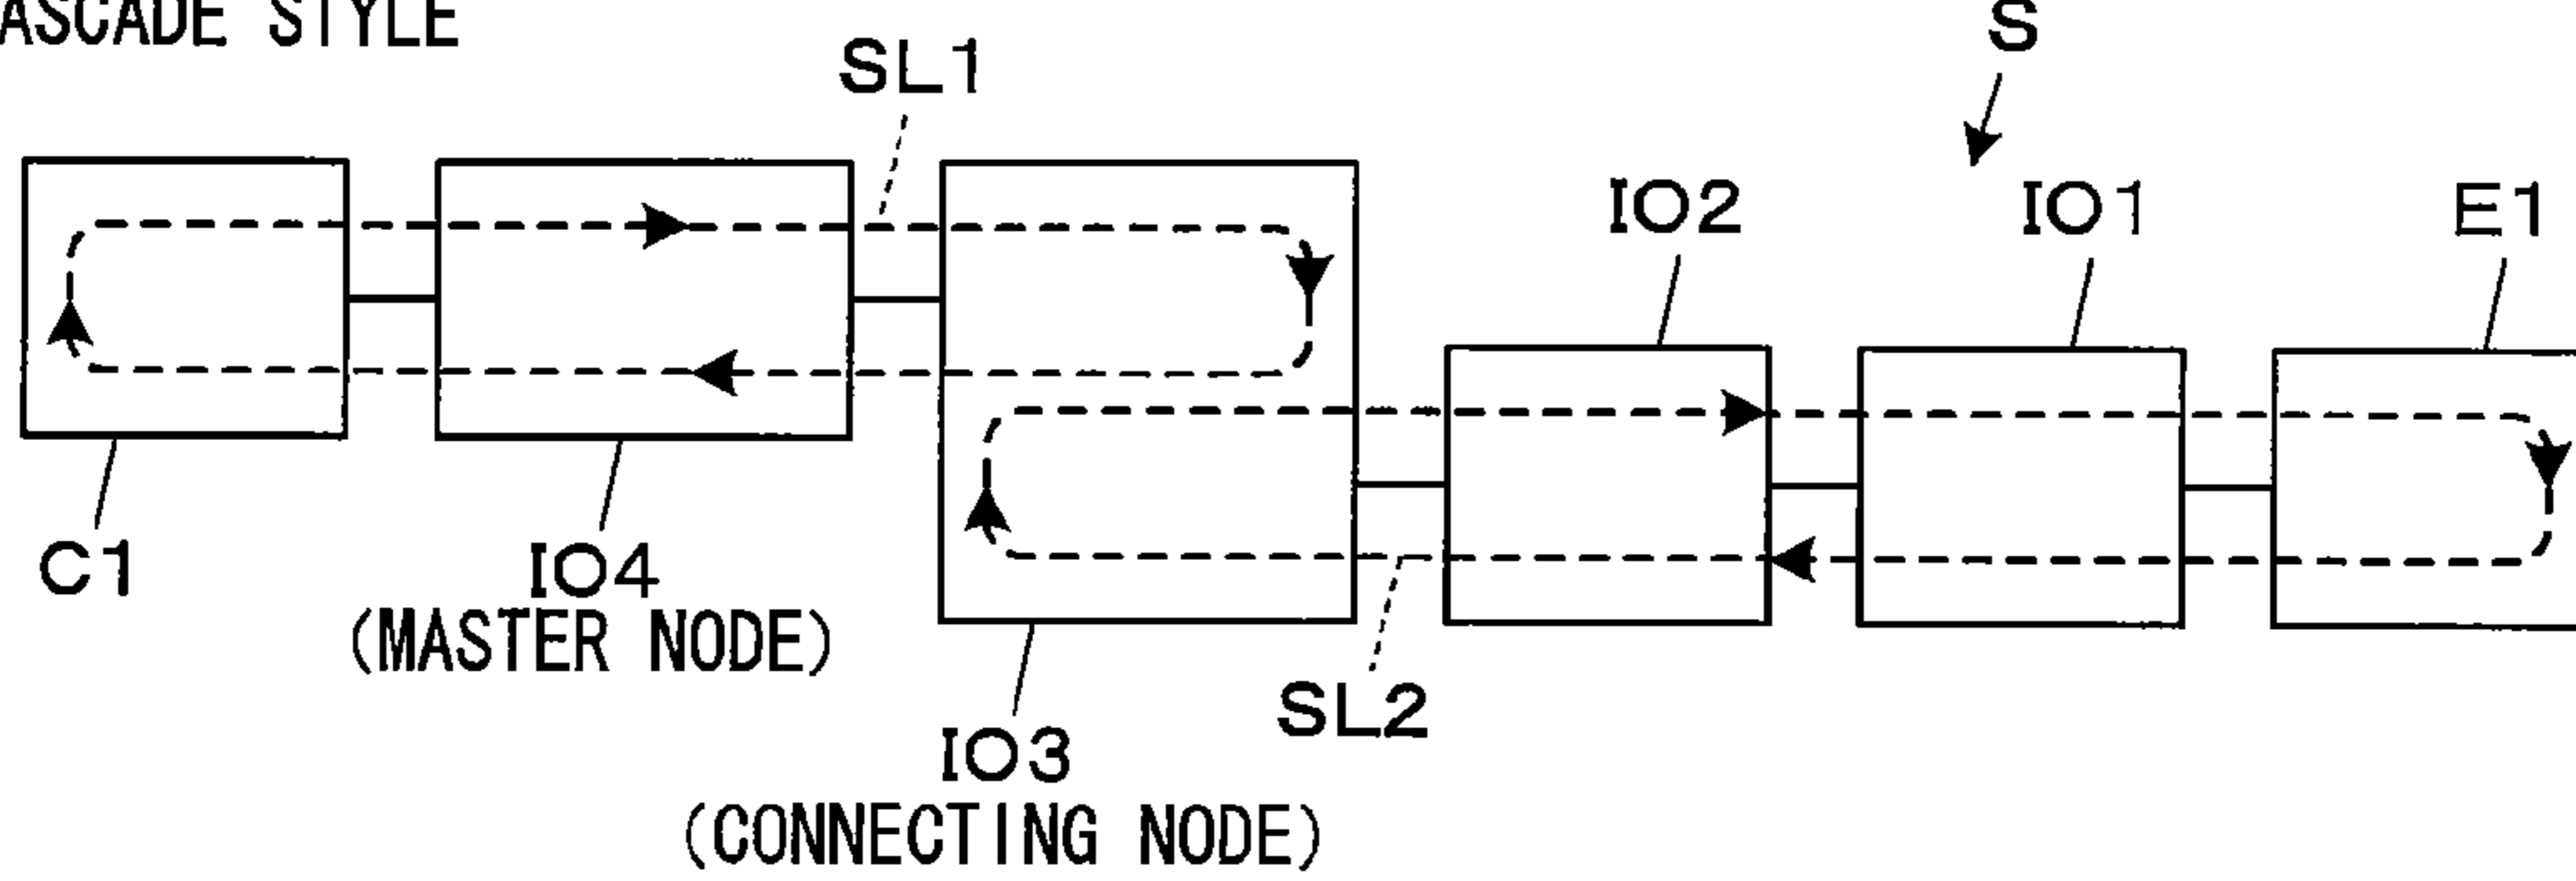 ASCADE STYLE
S
SL1
IO2
IO1
E1
C1
IO4
(MASTER NODE)
SL2
IO3
(CONNECTING NODE)